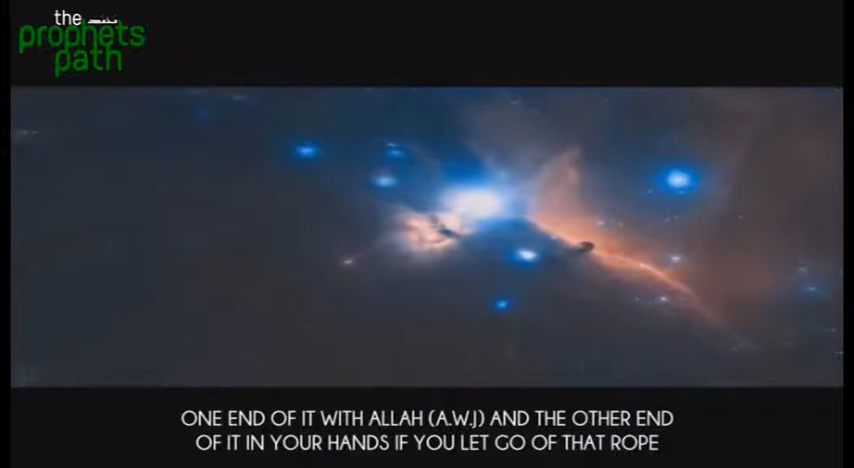 the
prophets
path
ONE END OF IT WITH ALLAH (A.W.J) AND THE OTHER END
OF IT IN YOUR HANDS IF YOU LET GO OF THAT ROPE